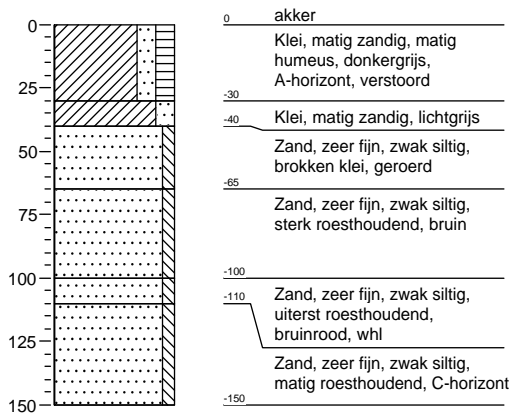 0
25
50
75
100
125
150
0
akker
Klei, matig zandig, matig
humeus, donkergrijs,
A-horizont, verstoord
-30
Klei, matig zandig, lichtgrijs
-40
Zand, zeer fijn, zwak siltig,
brokken klei, geroerd
-65
Zand, zeer fijn, zwak siltig,
sterk roesthoudend, bruin
-100
Zand, zeer fijn, zwak siltig,
uiterst roesthoudend,
bruinrood, whl
-110
Zand, zeer fijn, zwak siltig,
matig roesthoudend, C-horizont
-150